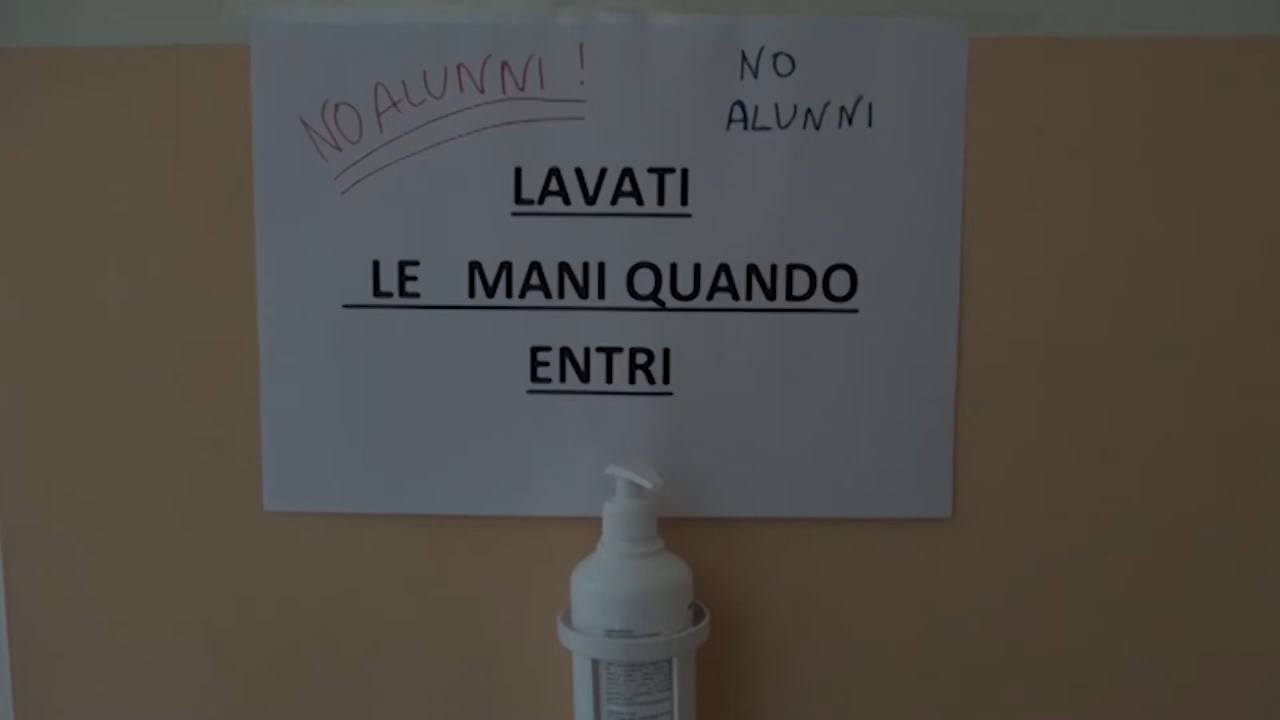 NO ALUNNI !
NO
ALUNNI
LAVATI
LE MANI QUANDO
ENTRI